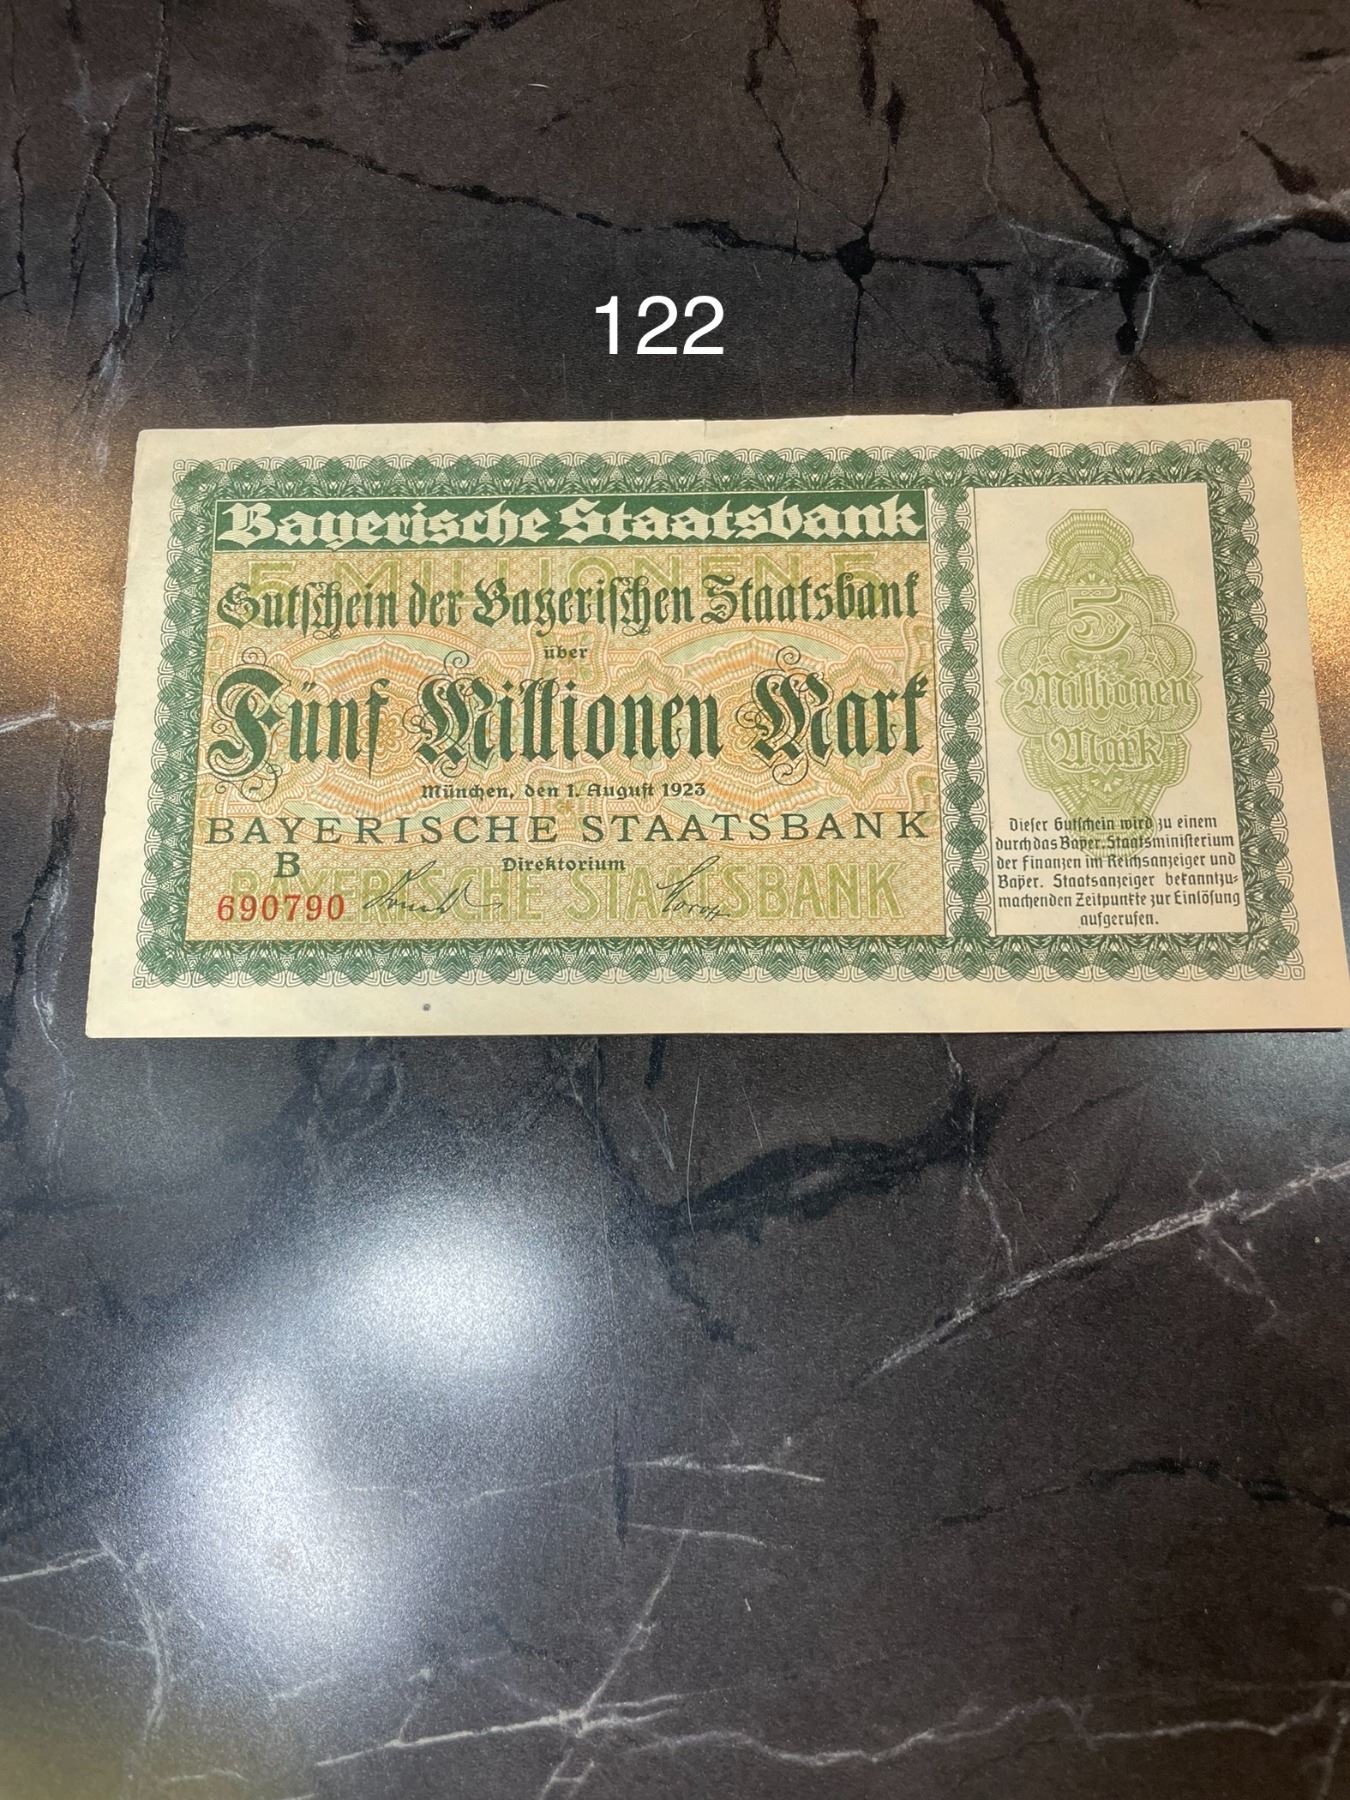 122
Bayerische Staatsbank
5 MILLIONEN 5
Gutschein der Bayerischen Staatsbank
über
Fünf Millionen Mark
München, den 1. August 1923
BAYERISCHE STAATSBANK
B
Direktorium
690790
BAYERISCHE STAATSBANK
5
Millionen
Mark
Dieser Gutschein wird zu einem
durch das Bayer. Staatsministerium
der Finanzen im Reichsanzeiger und
Bayer. Staatsanzeiger bekanntzu-
machenden Zeitpunkte zur Einlösung
aufgerufen.